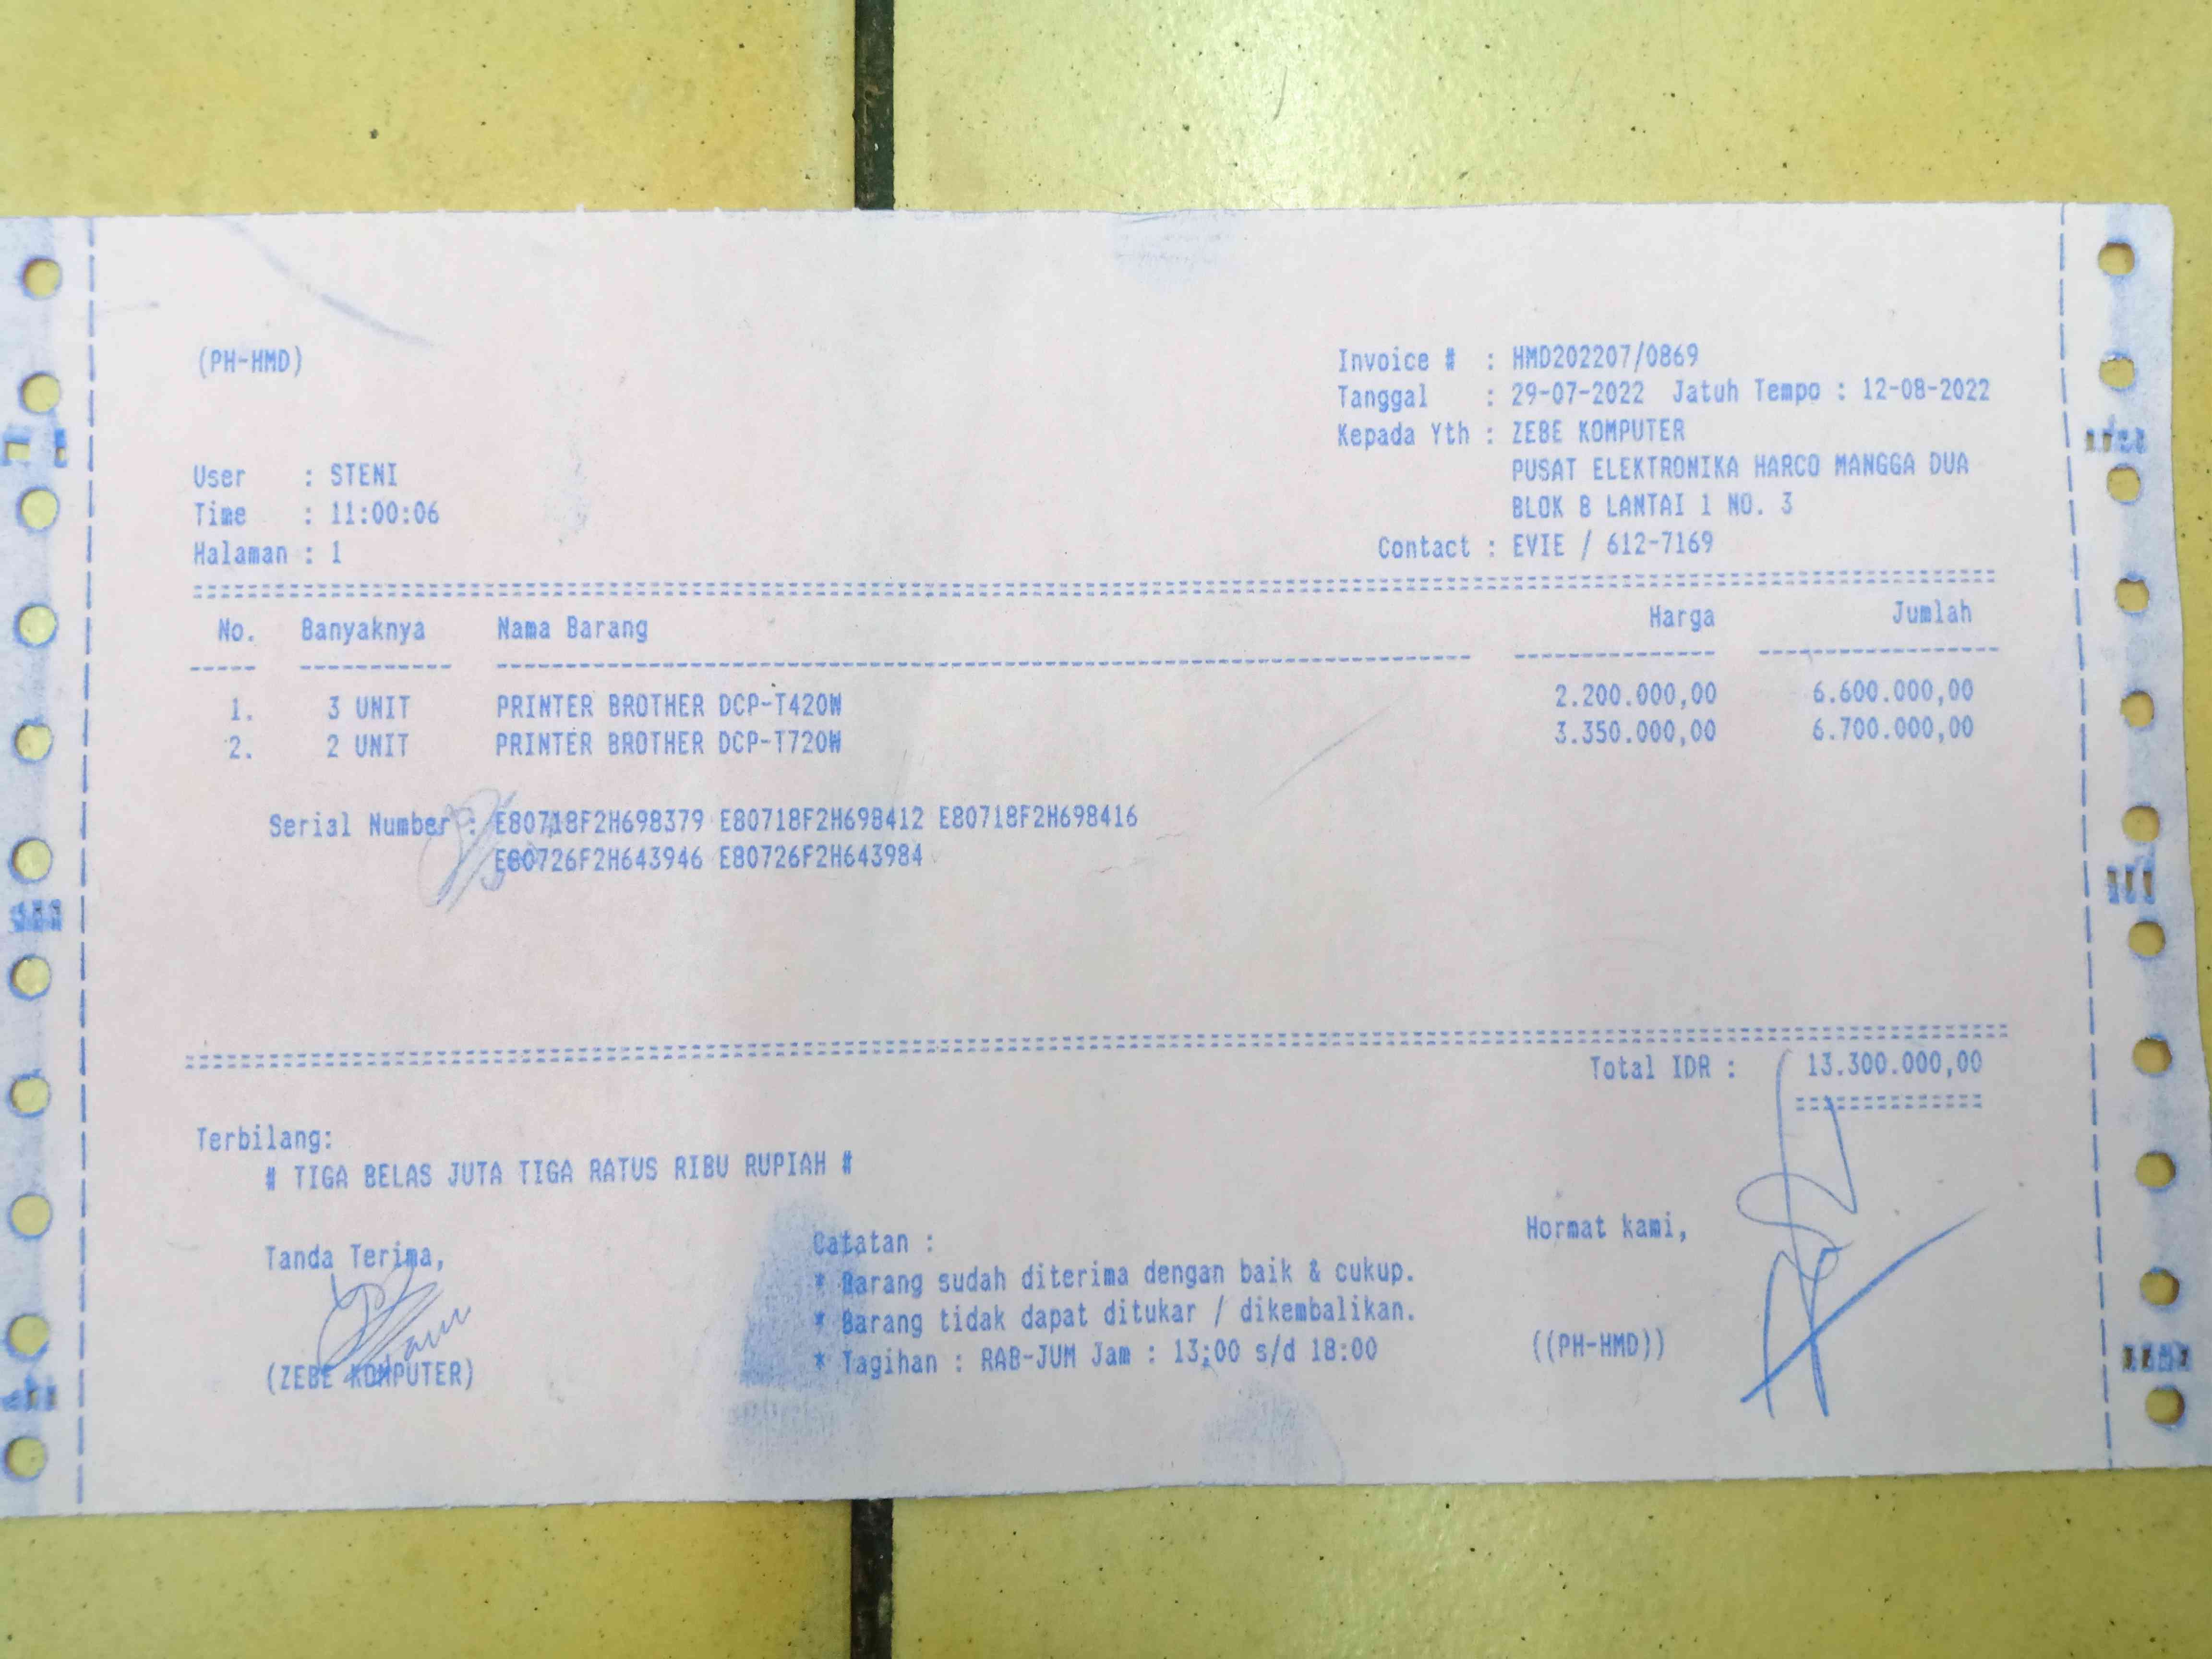 (PH-HMD)
Invoice # : HMD202207/0869
Tanggal : 29-07-2022 Jatuh Tempo : 12-08-2022
Kepada Yth : ZEBE KOMPUTER
PUSAT ELEKTRONIKA HARCO MANGGA DUA
BLOK B LANTAI 1 NO. 3
Contact : EVIE / 612-7169
User : STENI
Time : 11:00:06
Halaman : 1
No. Banyaknya Nama Barang Harga Jumlah
1. 3 UNIT PRINTER BROTHER DCP-T420W 2.200.000,00 6.600.000,00
2. 2 UNIT PRINTER BROTHER DCP-T720W 3.350.000,00 6.700.000,00
Serial Number : E80718F2H698379 E80718F2H698412 E80718F2H698416
E80726F2H643946 E80726F2H643984
Total IDR : 13.300.000,00
Terbilang:
# TIGA BELAS JUTA TIGA RATUS RIBU RUPIAH #
Tanda Terima,
(ZEBE KOMPUTER)
Catatan :
* Barang sudah diterima dengan baik & cukup.
* Barang tidak dapat ditukar / dikembalikan.
* Tagihan : RAB-JUM Jam : 13:00 s/d 18:00
Hormat kami,
((PH-HMD))